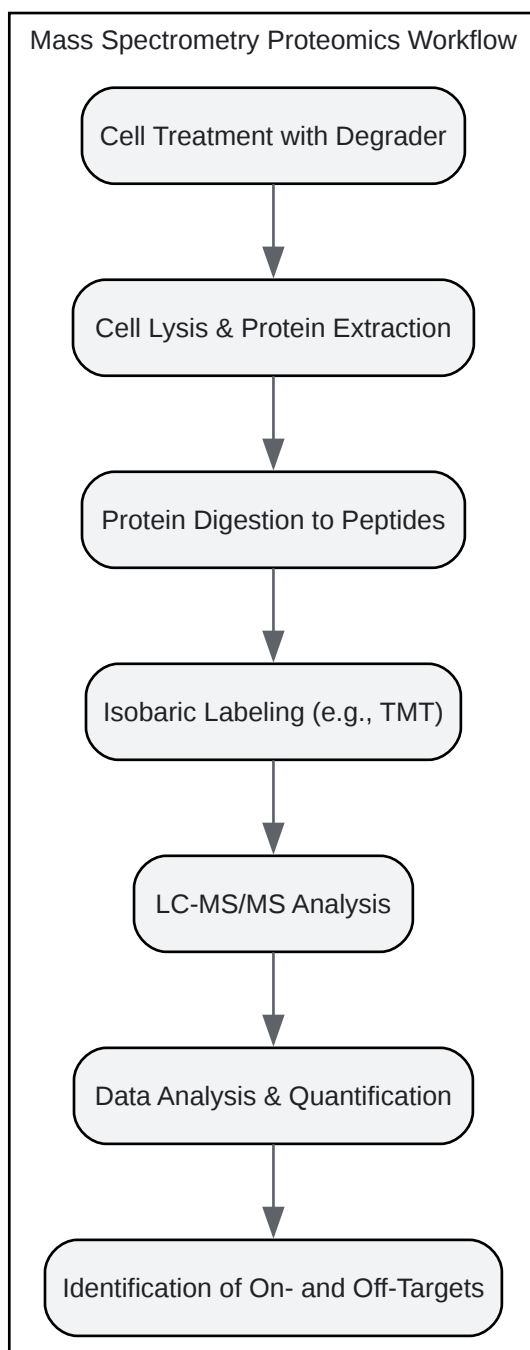 Mass Spectrometry Proteomics Workflow
Cell Treatment with Degrader
Cell Lysis & Protein Extraction
Protein Digestion to Peptides
Isobaric Labeling (e.g., TMT)
LC-MS/MS Analysis
Data Analysis & Quantification
Identification of On- and Off-Targets